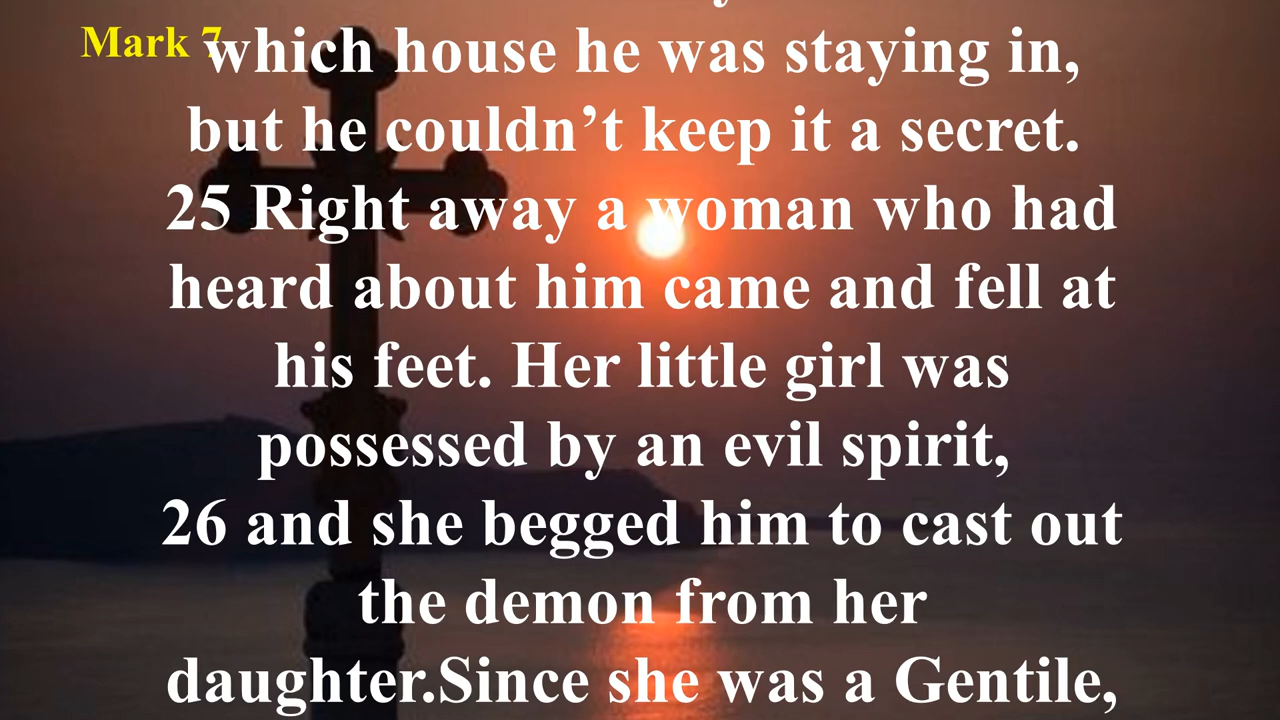 Mark 7
which house he was staying in,
but he couldn’t keep it a secret.
25 Right away a woman who had
heard about him came and fell at
his feet. Her little girl was
possessed by an evil spirit,
26 and she begged him to cast out
the demon from her
daughter.Since she was a Gentile,